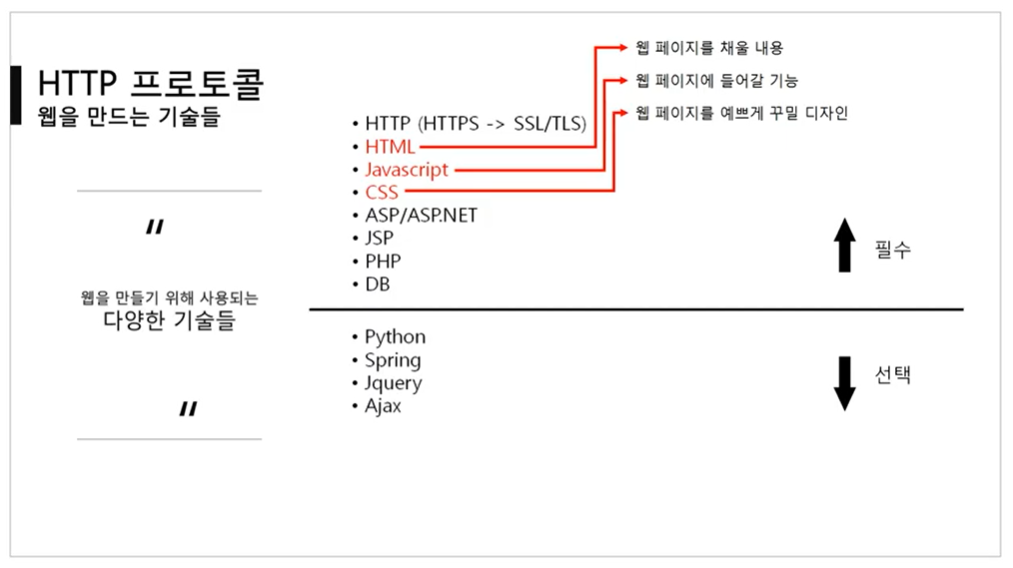 HTTP 프로토콜
웹을 만드는 기술들
〃
웹을 만들기 위해 사용되는
다양한 기술들
〃
웹 페이지를 채울 내용
웹 페이지에 들어갈 기능
웹 페이지를 예쁘게 꾸밀 디자인
• HTTP (HTTPS -> SSL/TLS)
• HTML
• Javascript
• CSS
• ASP/ASP.NET
• JSP
• PHP
• DB
필수
• Python
• Spring
• Jquery
• Ajax
선택